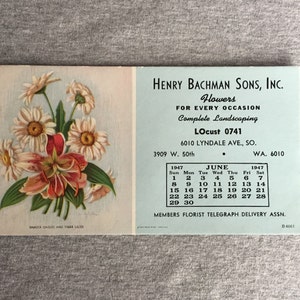 HENRY BACHMAN SONS, INC.
Flowers
FOR EVERY OCCASION
Complete Landscaping
LOcust 0741
6010 LYNDALE AVE., SO.
3909 W. 50th • WA. 6010
1947 JUNE 1947
SUN MON TUE WED THU FRI SAT
1 2 3 4 5 6 7
8 9 10 11 12 13 14
15 16 17 18 19 20 21
22 23 24 25 26 27 28
29 30
MEMBERS FLORIST TELEGRAPH DELIVERY ASSN.